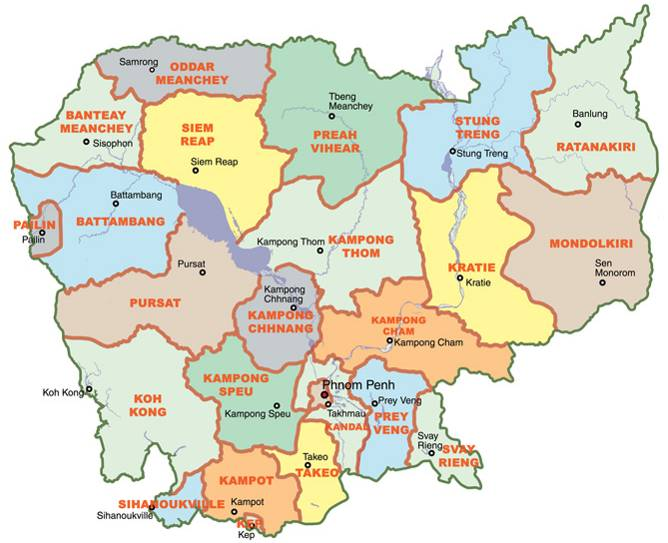 Samrong
ODDAR
MEANCHEY
BANTEAY
MEANCHEY
Sisophon
SIEM
REAP
Siem Reap
Tbeng
Meanchey
PREAH
VIHEAR
STUNG
TRENG
Stung Treng
Banlung
RATANAKIRI
Battambang
BATTAMBANG
PAILIN
Pailin
Pursat
PURSAT
Kampong Thom
KAMPONG
THOM
KRATIE
Kratie
MONDOLKIRI
Sen
Monorom
Kampong
Chhnang
KAMPONG
CHHNANG
KAMPONG
CHAM
Kampong Cham
Koh Kong
KOH
KONG
KAMPONG
SPEU
Kampong Speu
Phnom Penh
Takhmau
KANDAL
Prey Veng
PREY
VENG
Svay
Rieng
SVAY
RIENG
Takeo
TAKEO
KAMPOT
Kampot
SIHANOUKVILLE
Sihanoukville
KEP
Kep